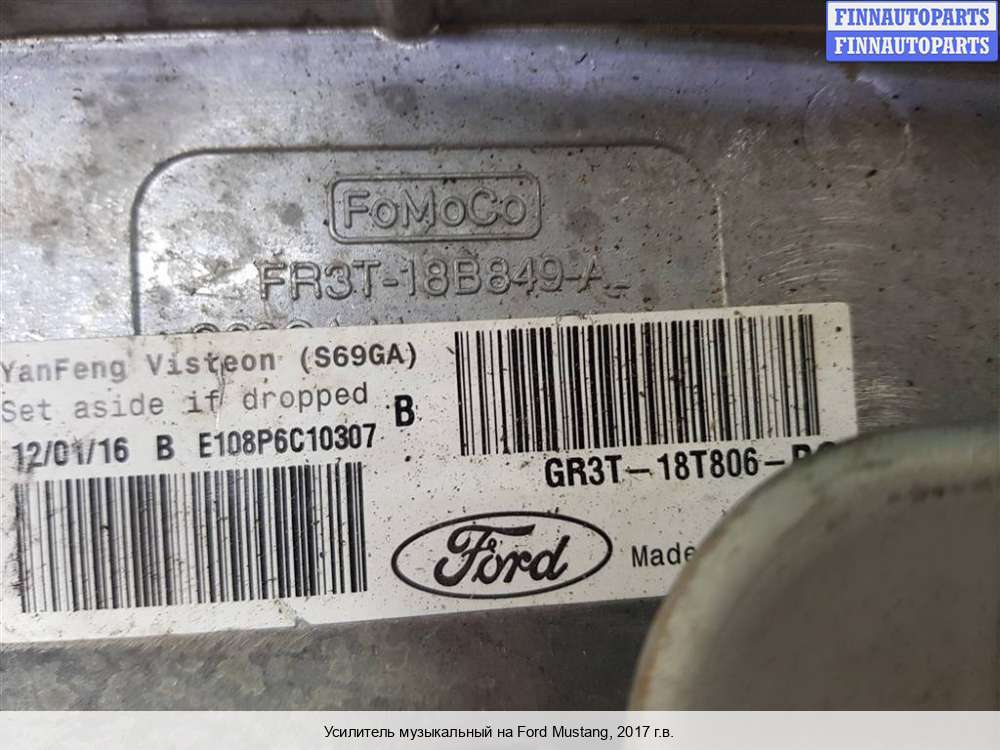 FINNAUTOPARTS
FINNAUTOPARTS
FoMoCo
FR3T-18B849-A
YanFeng Visteon (S69GA)
Set aside if dropped
B
12/01/16 B E108P6C10307
GR3T-18T806-
Ford
Made
Усилитель музыкальный на Ford Mustang, 2017 г.в.